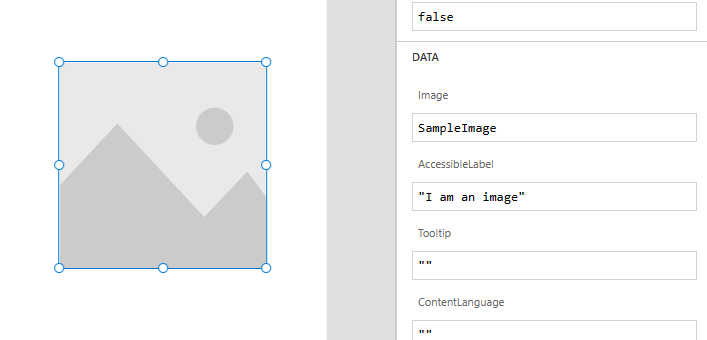 false
DATA
Image
SampleImage
AccessibleLabel
"I am an image"
Tooltip
""
ContentLanguage
""